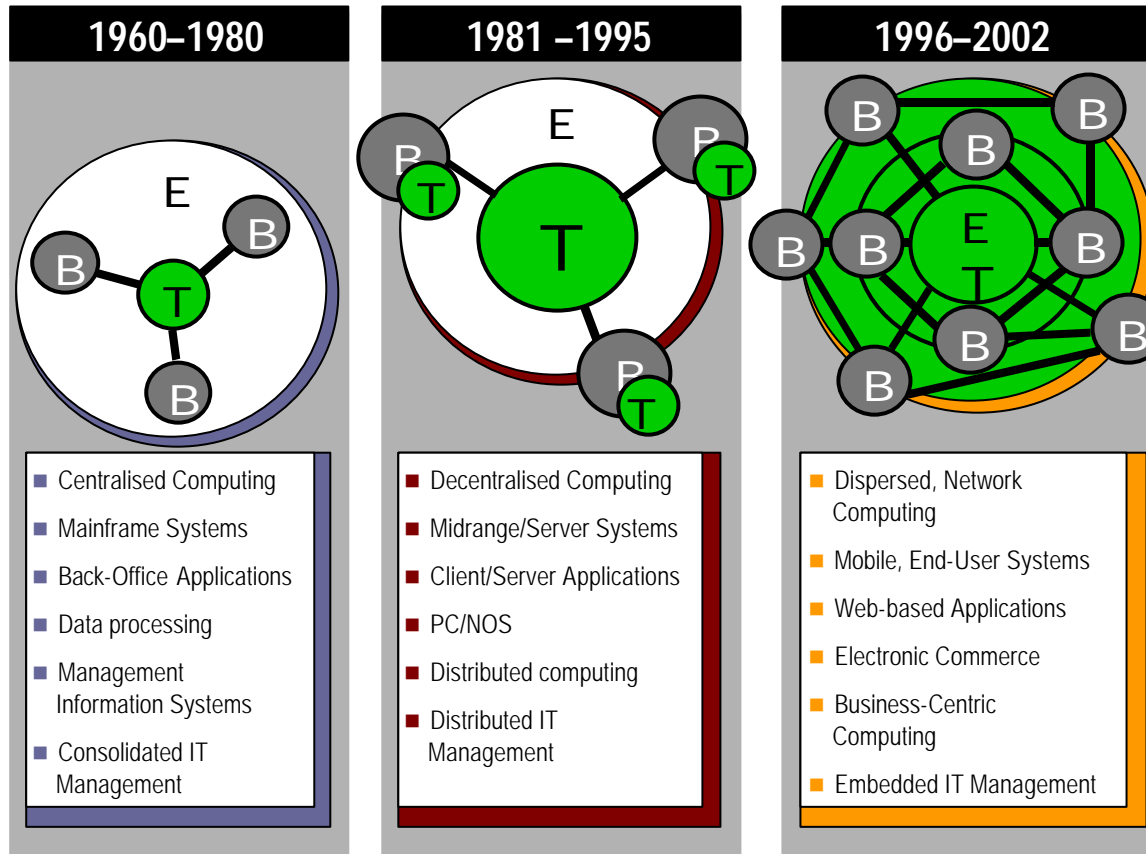 1960–1980
E
B
B
T
B
Centralised Computing
Mainframe Systems
Back-Office Applications
Data processing
Management
Information Systems
Consolidated IT
Management
1981 –1995
E
B
T
B
T
T
B
T
Decentralised Computing
Midrange/Server Systems
Client/Server Applications
PC/NOS
Distributed computing
Distributed IT
Management
1996–2002
B
B
B
E
B
B
B
T
B
B
B
Dispersed, Network
Computing
Mobile, End-User Systems
Web-based Applications
Electronic Commerce
Business-Centric
Computing
Embedded IT Management